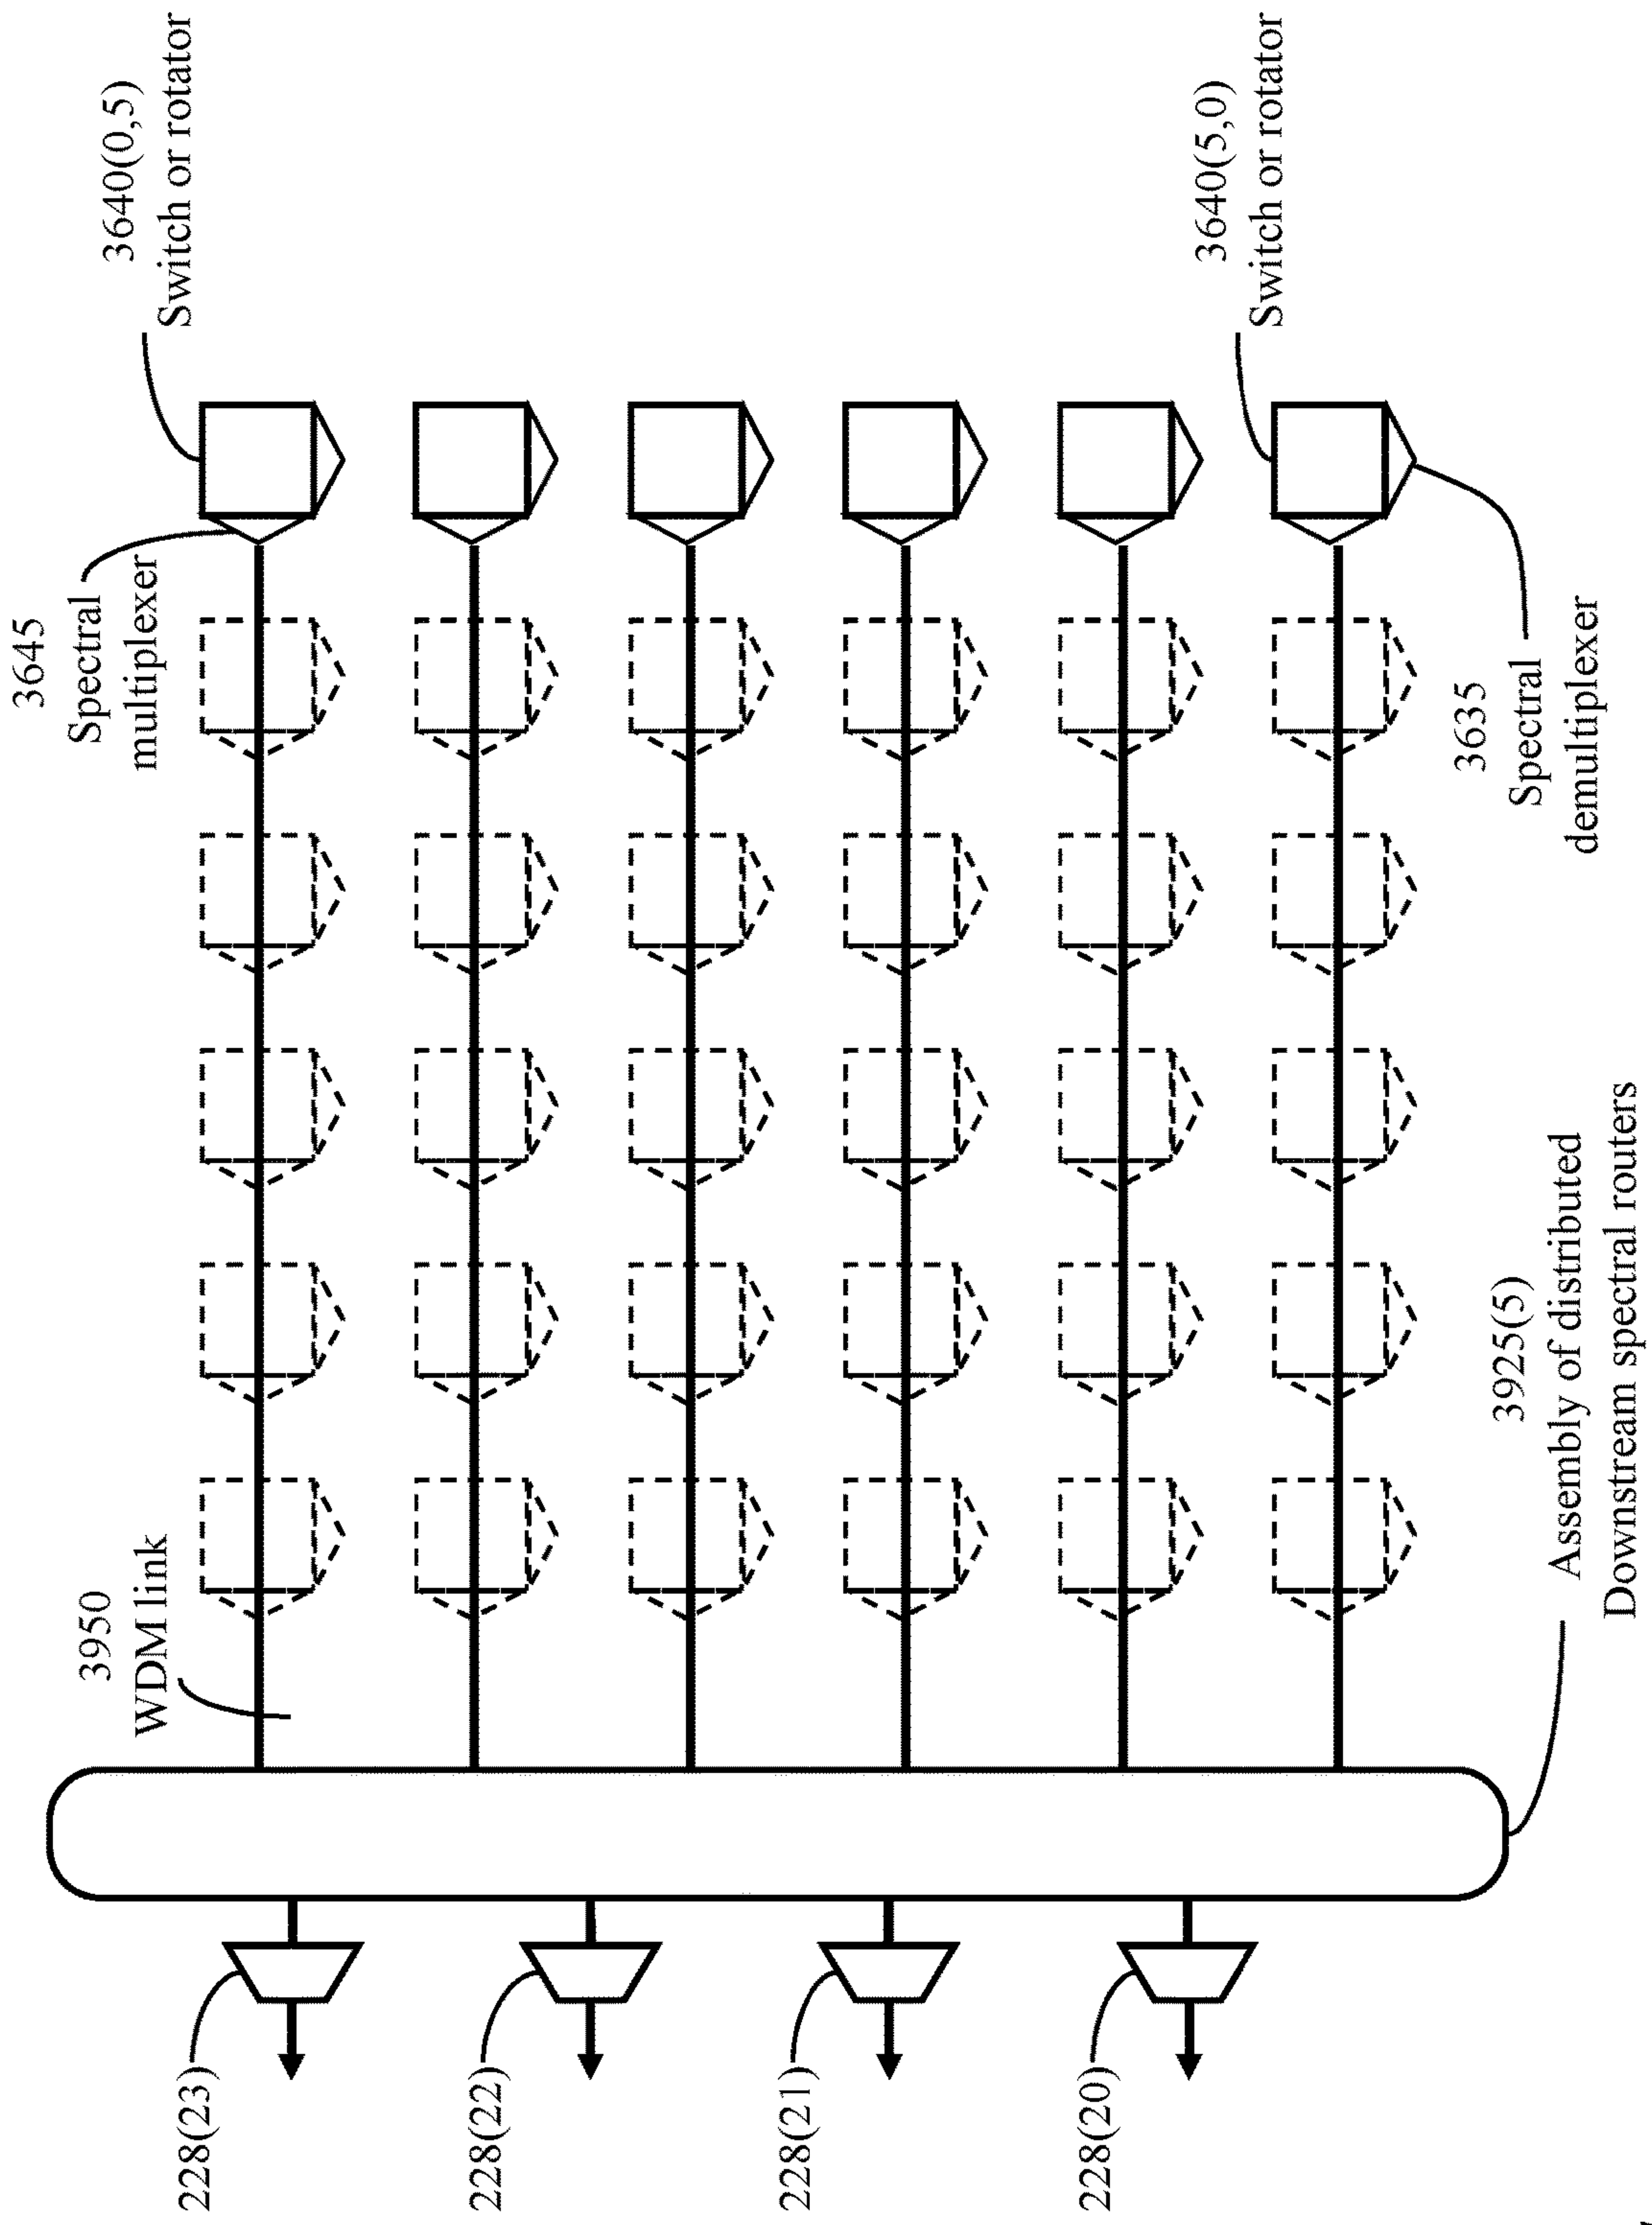 3640(0,5)
Switch or rotator
3640(5,0)
Switch or rotator
3645
Spectral
multiplexer
3635
Spectral
demultiplexer
3950
WDM link
3925(5)
Assembly of distributed
Downstream spectral routers
228(23)
228(22)
228(21)
228(20)